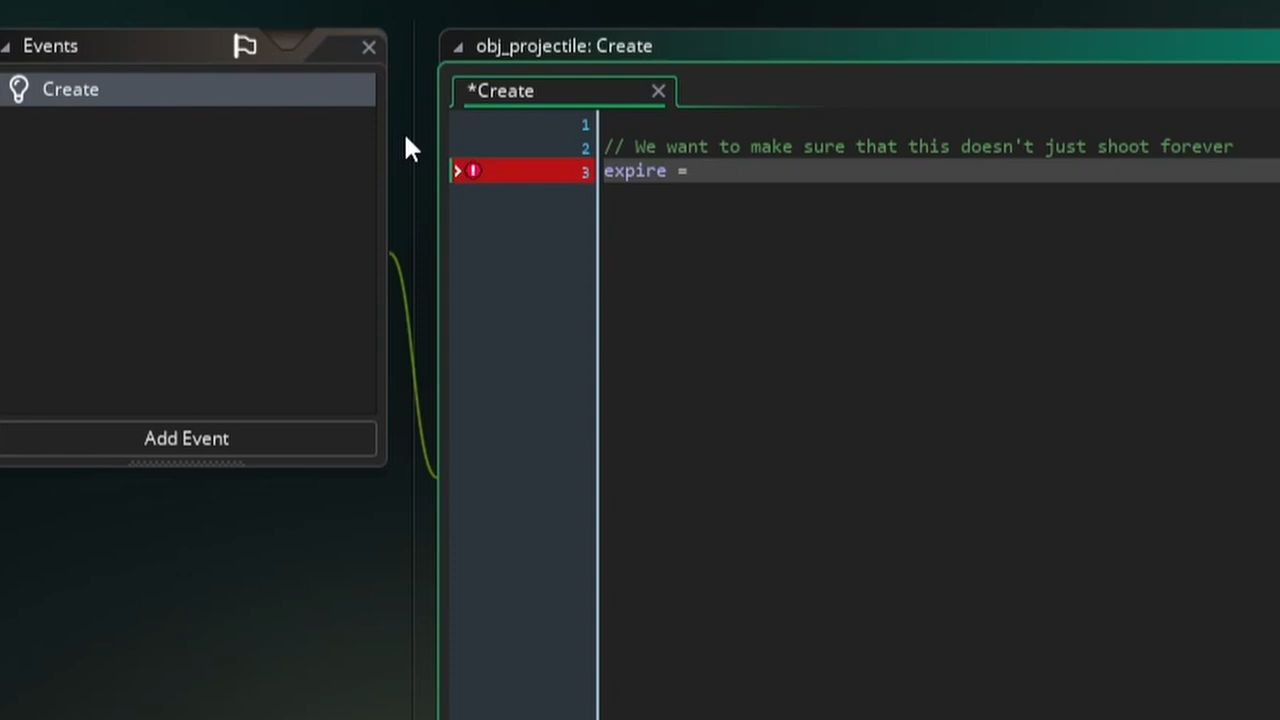 Events
Create
Add Event
obj_projectile: Create
*Create
1
2 // We want to make sure that this doesn't just shoot forever
3 expire =